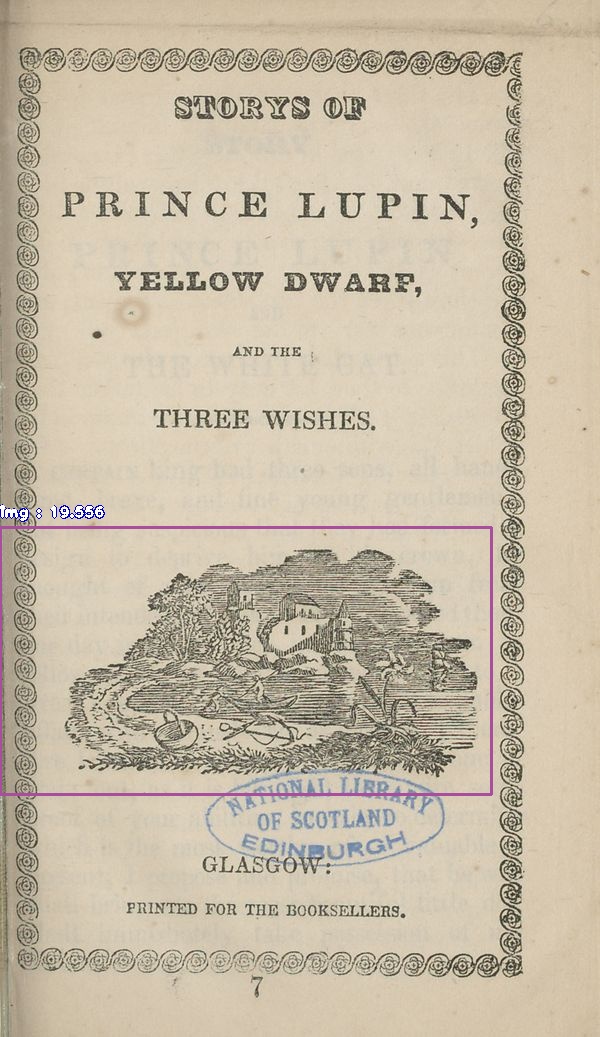 STORYS OF
PRINCE LUPIN,
YELLOW DWARF,
AND THE
THREE WISHES.
Img : 19.556
NATIONAL LIBRARY
OF SCOTLAND
EDINBURGH
GLASGOW:
PRINTED FOR THE BOOKSELLERS.
7